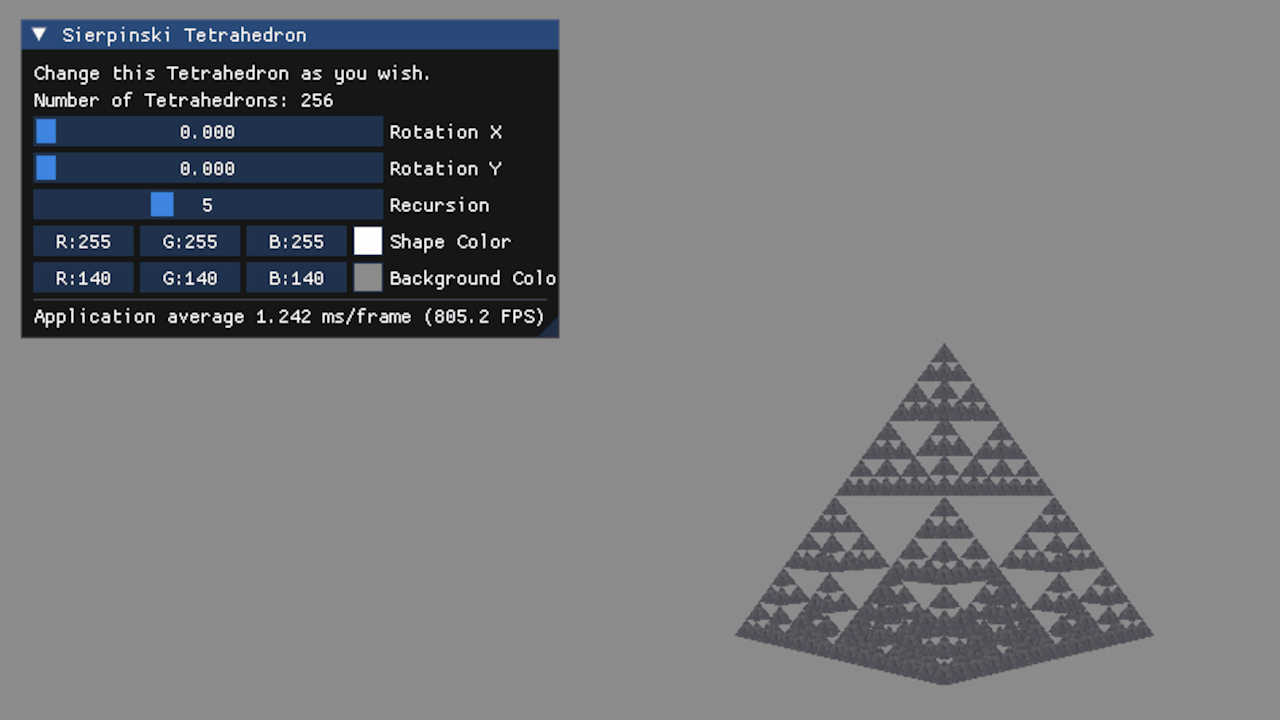 Sierpinski Tetrahedron
Change this Tetrahedron as you wish.
Number of Tetrahedrons: 256
0.000 Rotation X
0.000 Rotation Y
5 Recursion
R:255 G:255 B:255 Shape Color
R:140 G:140 B:140 Background Colo
Application average 1.242 ms/frame (805.2 FPS)